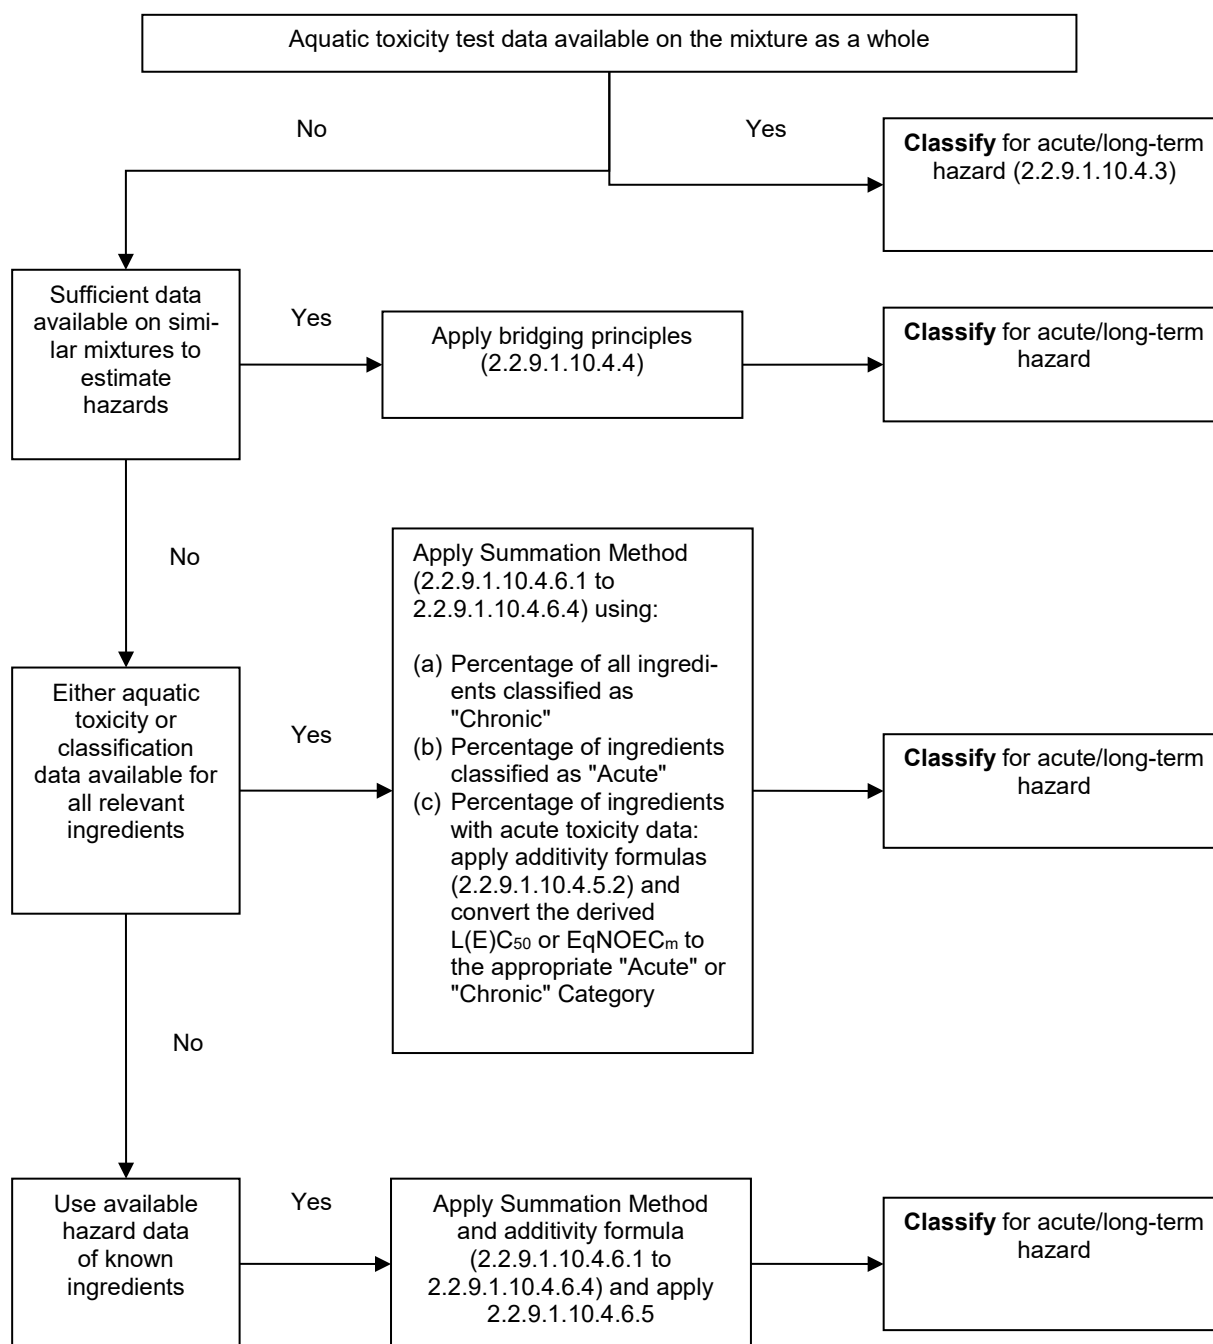 Aquatic toxicity test data available on the mixture as a whole
No
Yes
Classify for acute/long-term
hazard (2.2.9.1.10.4.3)
Sufficient data
available on simi-
lar mixtures to
estimate
hazards
Yes
Apply bridging principles
(2.2.9.1.10.4.4)
Classify for acute/long-term
hazard
No
Either aquatic
toxicity or
classification
data available for
all relevant
ingredients
Yes
Apply Summation Method
(2.2.9.1.10.4.6.1 to
2.2.9.1.10.4.6.4) using:
(a) Percentage of all ingredi-
ents classified as
"Chronic"
(b) Percentage of ingredients
classified as "Acute"
(c) Percentage of ingredients
with acute toxicity data:
apply additivity formulas
(2.2.9.1.10.4.5.2) and
convert the derived
L(E)C₅₀ or EqNOECₘ to
the appropriate "Acute" or
"Chronic" Category
Classify for acute/long-term
hazard
No
Use available
hazard data
of known
ingredients
Yes
Apply Summation Method
and additivity formula
(2.2.9.1.10.4.6.1 to
2.2.9.1.10.4.6.4) and apply
2.2.9.1.10.4.6.5
Classify for acute/long-term
hazard